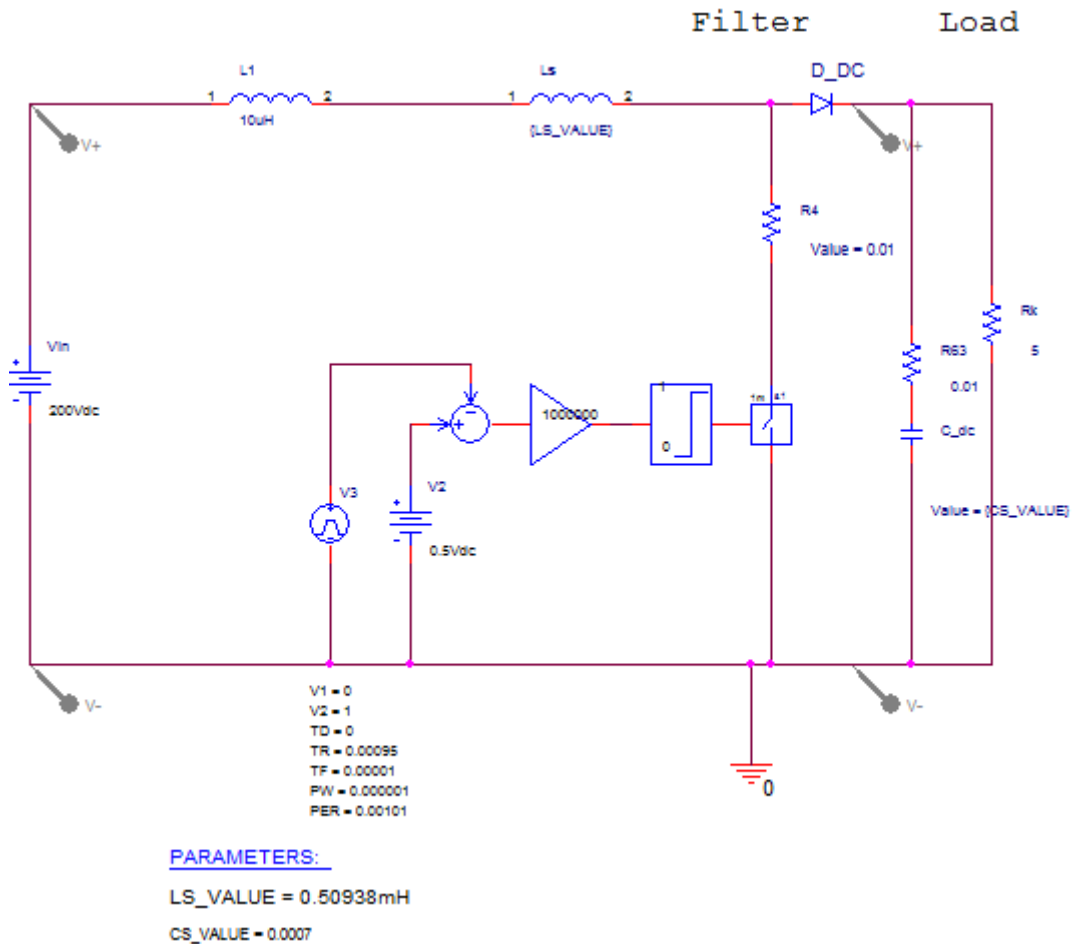 Filter Load
L1 Ls D_DC
1 2 1 2
10uH {LS_VALUE}
V+ V+
R4
Value = 0.01
Vin Rk
R63 5
+ 0.01
- 1 1m s1
200Vdc - + 1000000 C_dc
0
V3 V2
+ + Value = {CS_VALUE}
- 0.5Vdc
V- V-
V1 = 0
V2 = 1
TD = 0
TR = 0.00095
TF = 0.00001 0
PW = 0.000001
PER = 0.00101
PARAMETERS:
LS_VALUE = 0.50938mH
CS_VALUE = 0.0007